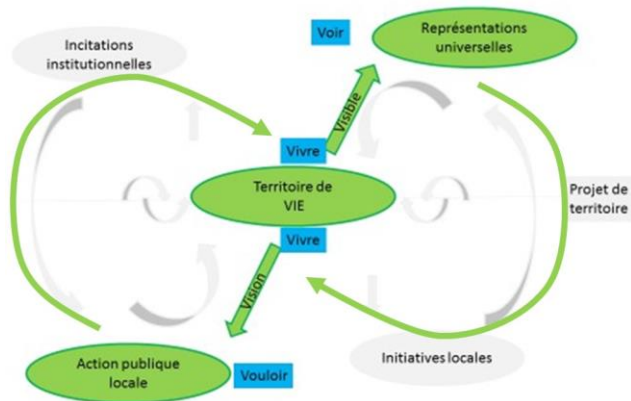 Incitations
institutionnelles
Voir
Représentations
universelles
Visible
Vivre
Territoire de
VIE
Vivre
Projet de
territoire
Vision
Initiatives locales
Action publique
locale
Vouloir